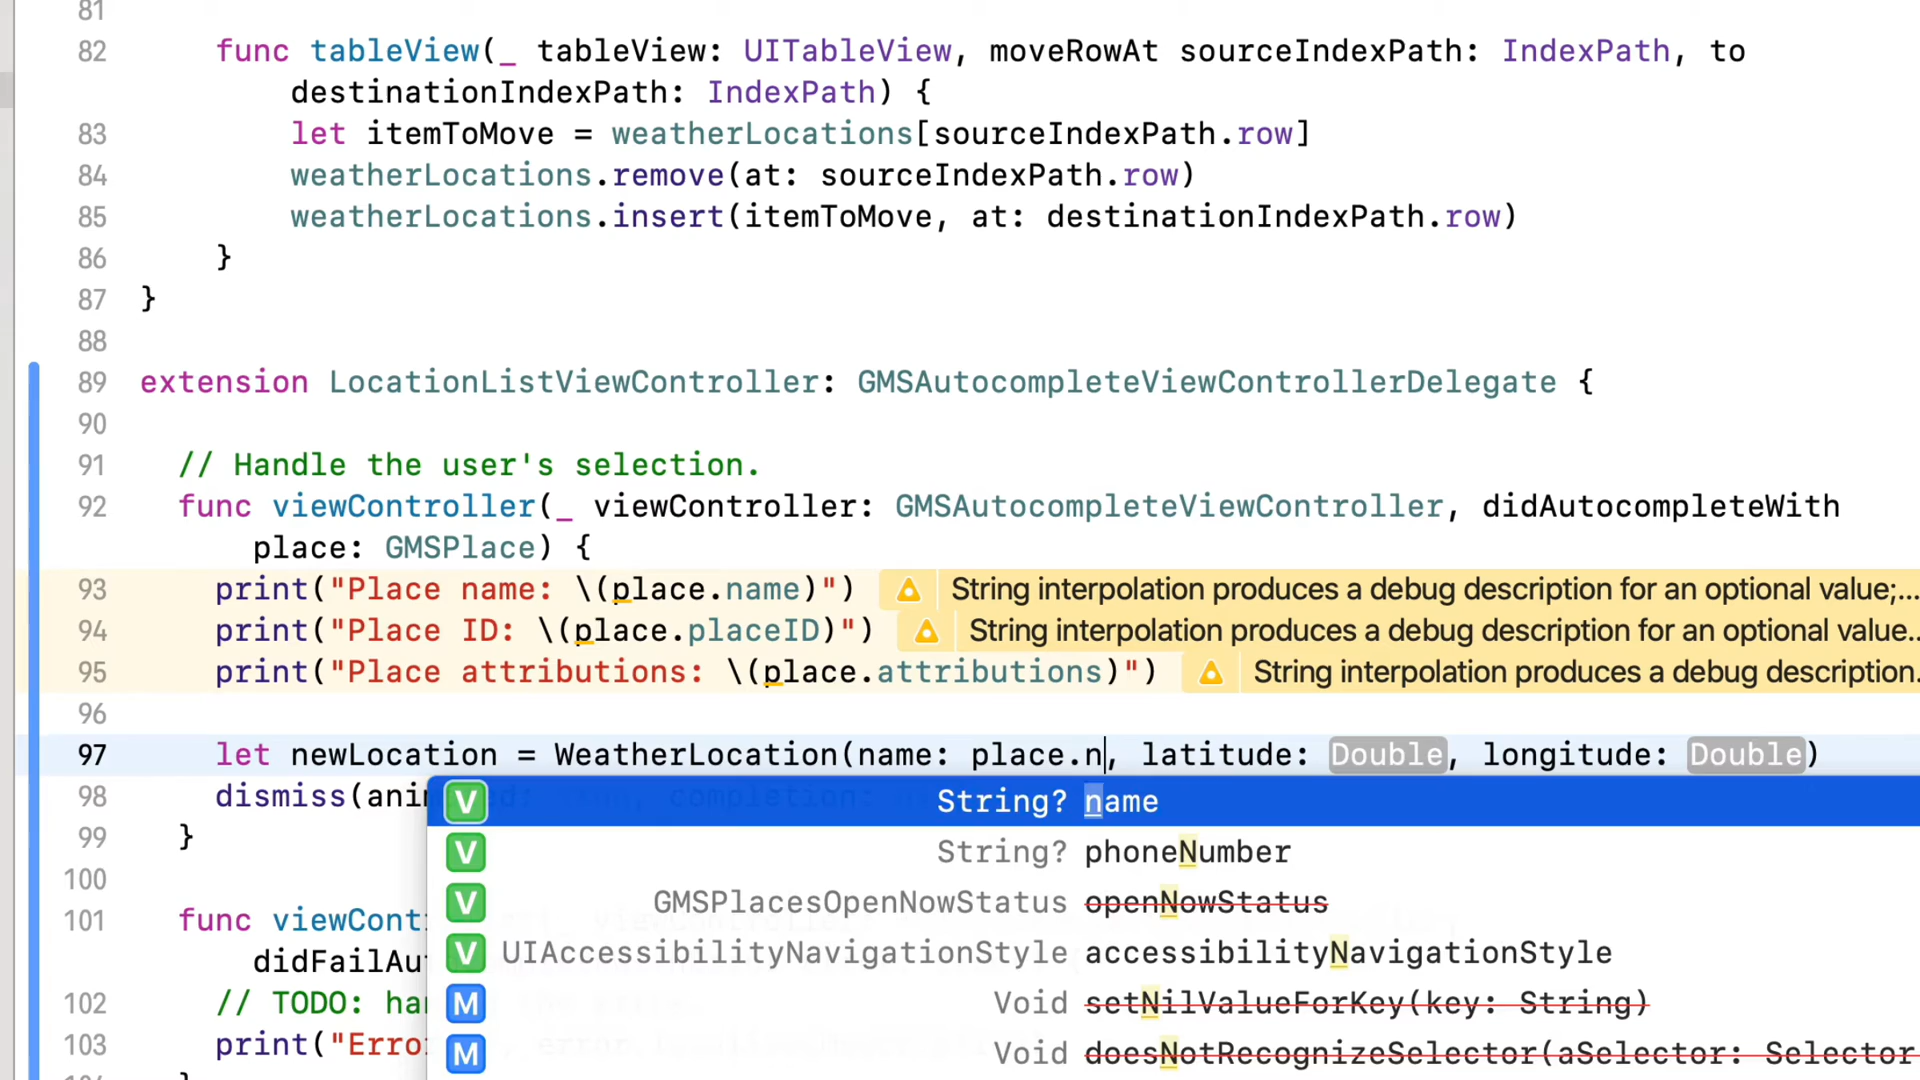 81
82 func tableView(_ tableView: UITableView, moveRowAt sourceIndexPath: IndexPath, to
destinationIndexPath: IndexPath) {
83 let itemToMove = weatherLocations[sourceIndexPath.row]
84 weatherLocations.remove(at: sourceIndexPath.row)
85 weatherLocations.insert(itemToMove, at: destinationIndexPath.row)
86 }
87 }
88
89 extension LocationListViewController: GMSAutocompleteViewControllerDelegate {
90
91 // Handle the user's selection.
92 func viewController(_ viewController: GMSAutocompleteViewController, didAutocompleteWith
place: GMSPlace) {
93 print("Place name: \(place.name)") String interpolation produces a debug description for an optional value;...
94 print("Place ID: \(place.placeID)") String interpolation produces a debug description for an optional value...
95 print("Place attributions: \(place.attributions)") String interpolation produces a debug description.
96
97 let newLocation = WeatherLocation(name: place.n, latitude: Double, longitude: Double)
98 dismiss(ani
V String? name
99 }
V String? phoneNumber
100
V GMSPlacesOpenNowStatus openNowStatus
101 func viewCont
V UIAccessibilityNavigationStyle accessibilityNavigationStyle
didFailAu
102 // TODO: ha
M Void setNilValueForKey(key: String)
103 print("Erro
M Void doesNotRecognizeSelector(aSelector: Selector